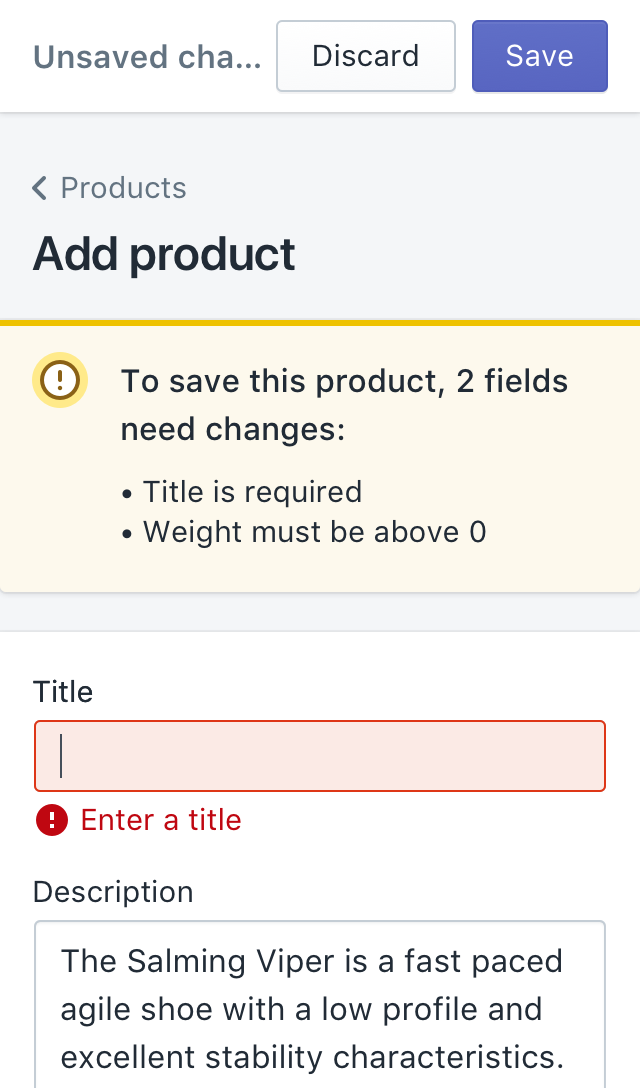 Unsaved cha... Discard Save
Products
Add product
To save this product, 2 fields
need changes:
• Title is required
• Weight must be above 0
Title
Enter a title
Description
The Salming Viper is a fast paced
agile shoe with a low profile and
excellent stability characteristics.